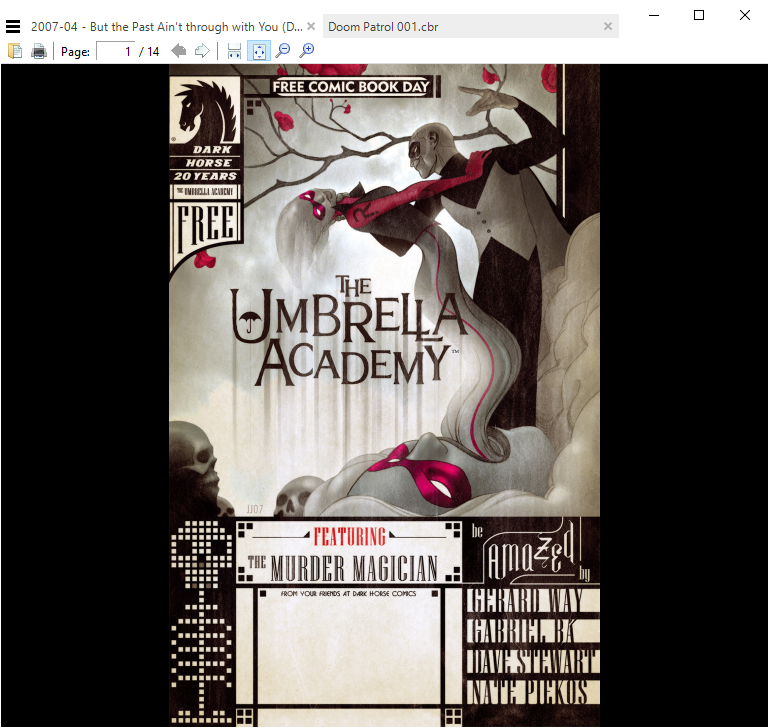 2007-04 - But the Past Ain't through with You (D...
Doom Patrol 001.cbr
Page: 1 / 14
FREE COMIC BOOK DAY
DARK
HORSE
20 YEARS
THE UMBRELLA ACADEMY
FREE
THE
UMBRELLA
ACADEMY™
JJ07
FEATURING
THE MURDER MAGICIAN
FROM YOUR FRIENDS AT DARK HORSE COMICS
be
AMAZEd
by
GERARD WAY
GABRIEL BÁ
DAVE STEWART
NATE PIEKOS